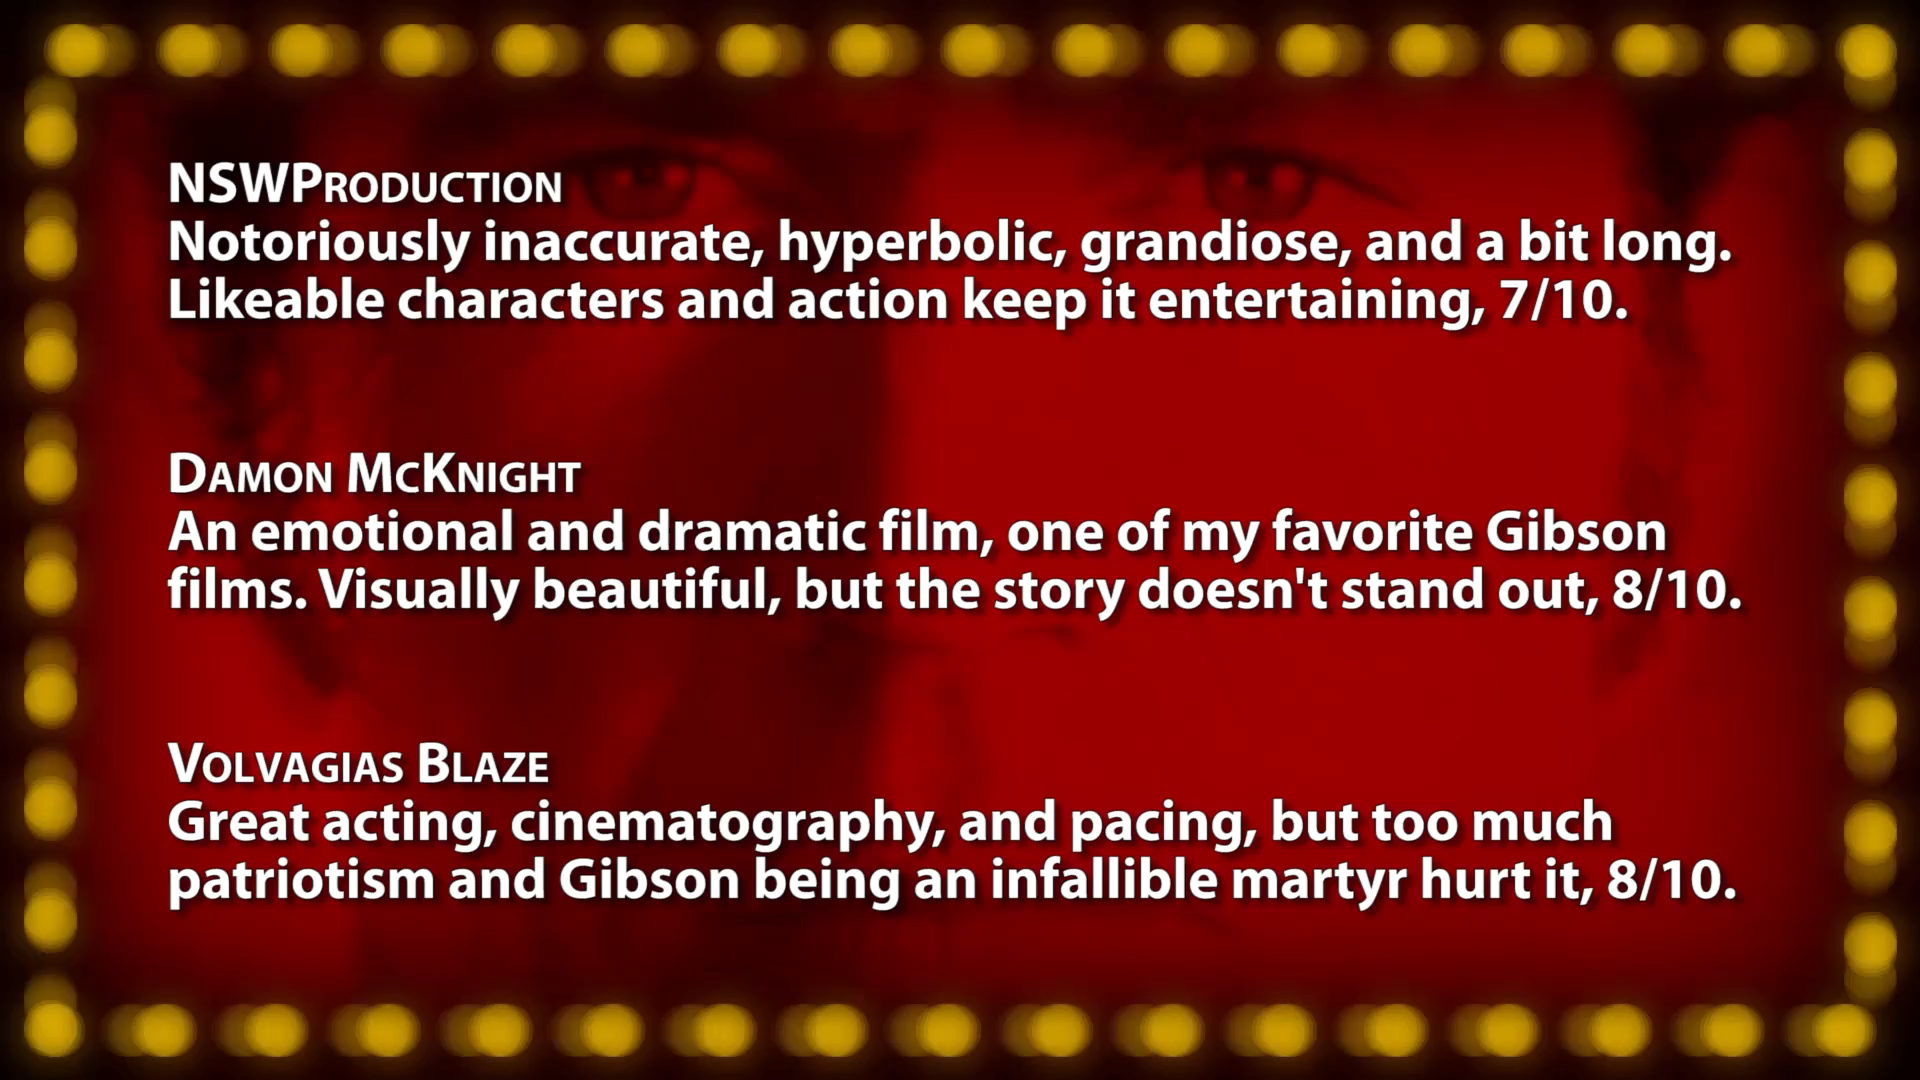 NSWPRODUCTION
Notoriously inaccurate, hyperbolic, grandiose, and a bit long.
Likeable characters and action keep it entertaining, 7/10.
DAMON MCKNIGHT
An emotional and dramatic film, one of my favorite Gibson
films. Visually beautiful, but the story doesn't stand out, 8/10.
VOLVAGIAS BLAZE
Great acting, cinematography, and pacing, but too much
patriotism and Gibson being an infallible martyr hurt it, 8/10.